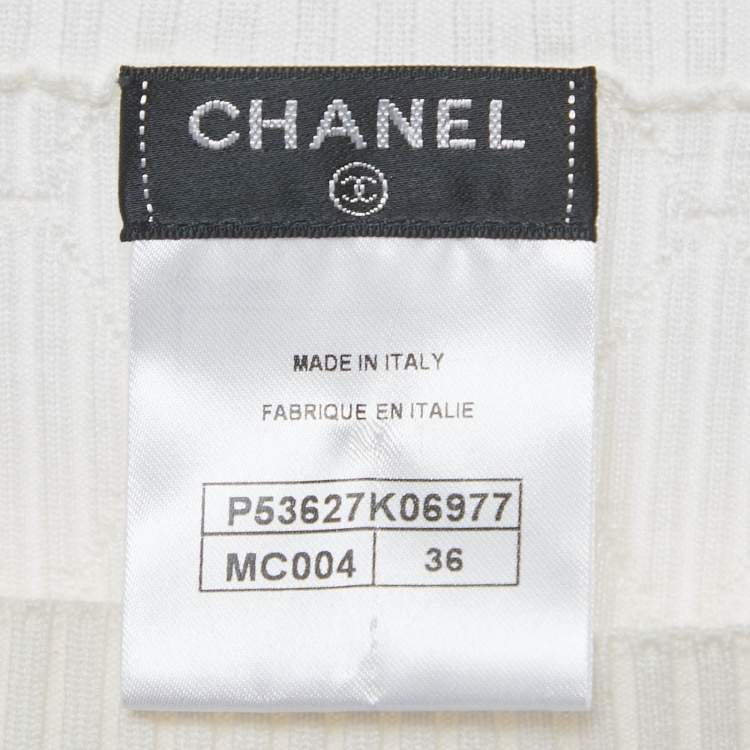 CHANEL
MADE IN ITALY
FABRIQUE EN ITALIE
P53627K06977
MC004 36